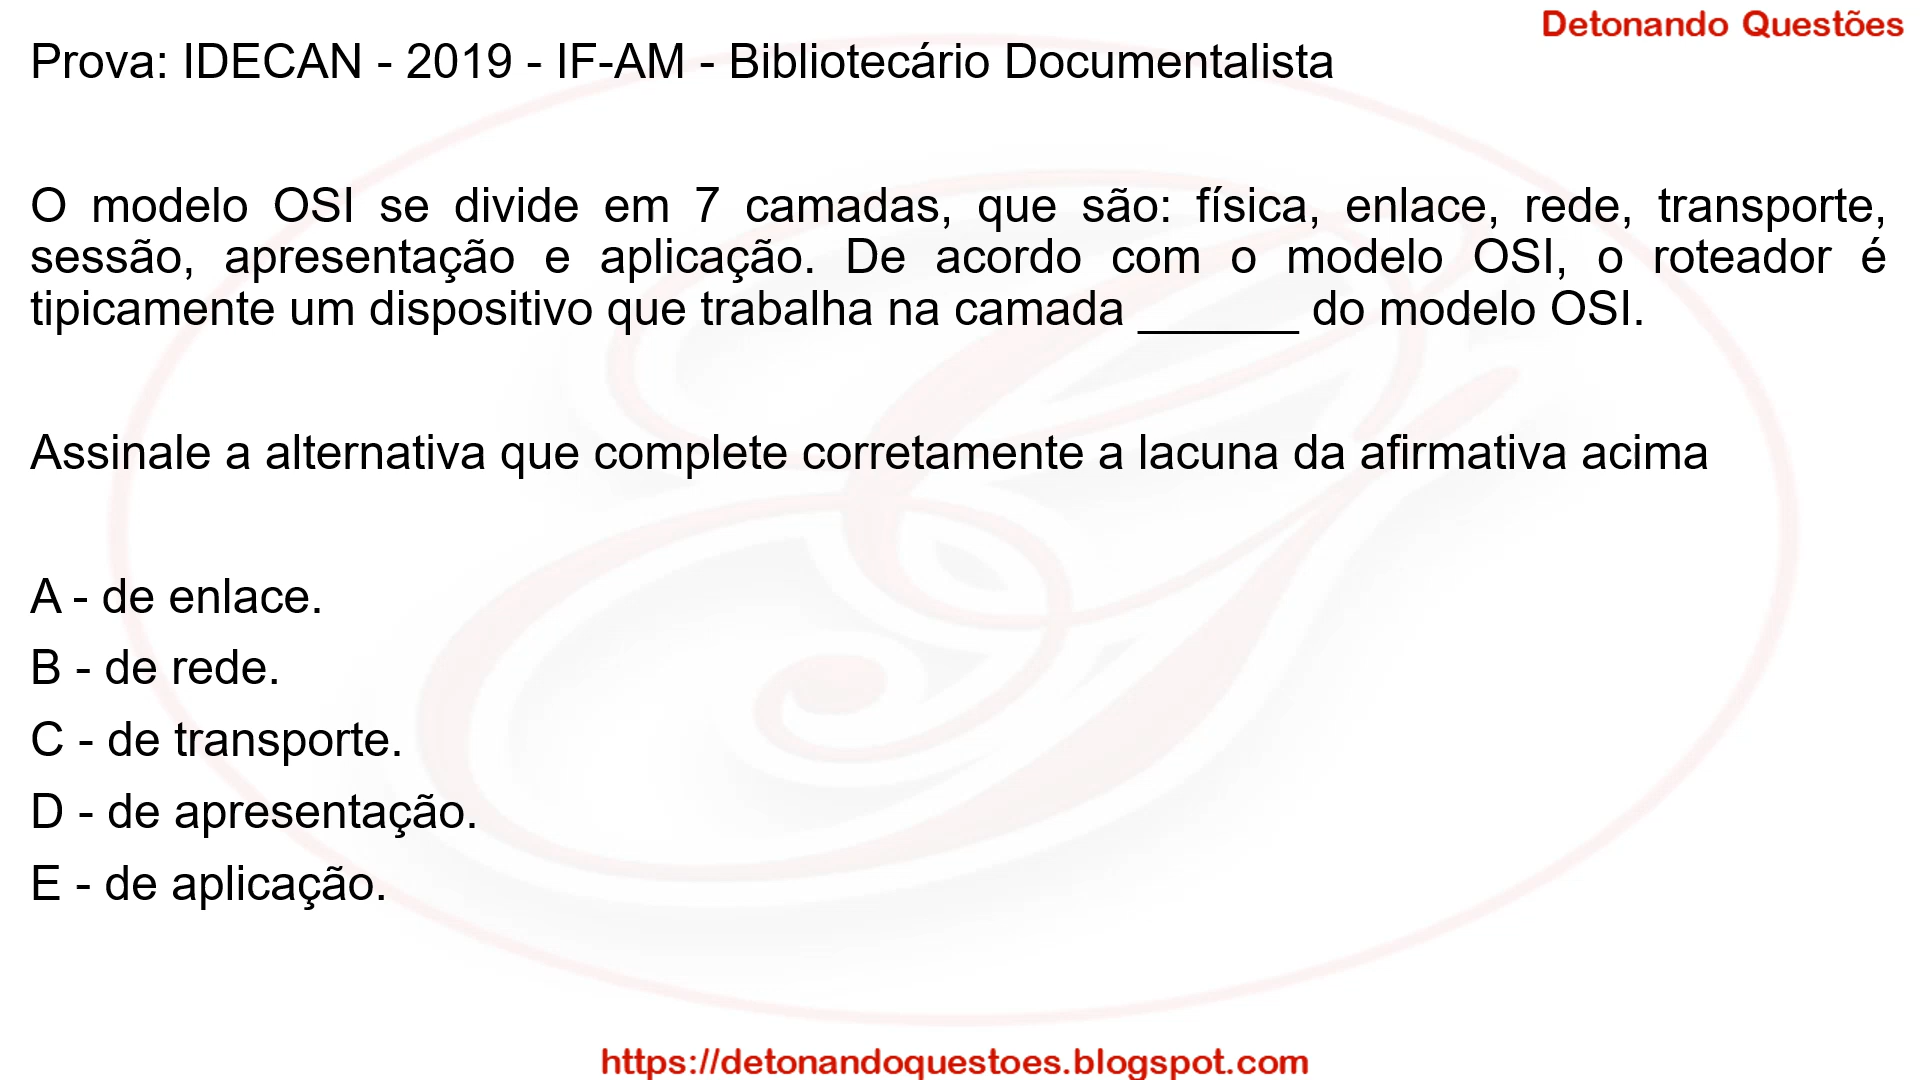 Detonando Questões
Prova: IDECAN - 2019 - IF-AM - Bibliotecário Documentalista
O modelo OSI se divide em 7 camadas, que são: física, enlace, rede, transporte,
sessão, apresentação e aplicação. De acordo com o modelo OSI, o roteador é
tipicamente um dispositivo que trabalha na camada ______ do modelo OSI.
Assinale a alternativa que complete corretamente a lacuna da afirmativa acima
A - de enlace.
B - de rede.
C - de transporte.
D - de apresentação.
E - de aplicação.
https://detonandoquestoes.blogspot.com